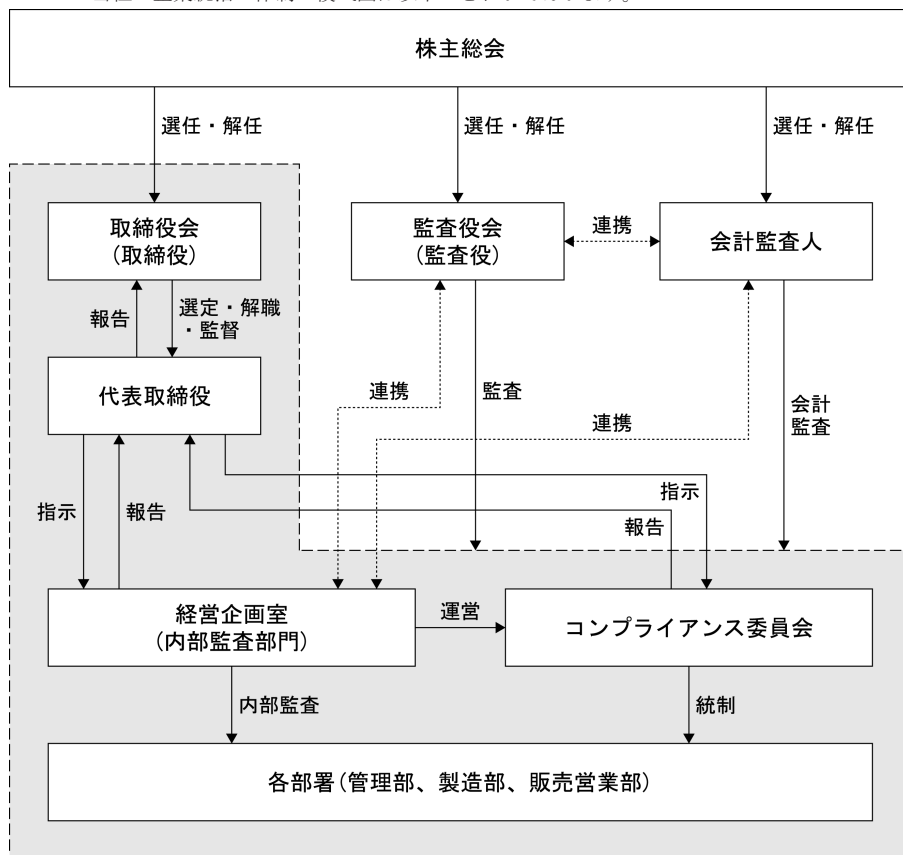 株主総会
選任・解任
選任・解任
選任・解任
取締役会
(取締役)
監査役会
(監査役)
連携
会計監査人
報告
選定・解職
・監督
代表取締役
連携
監査
連携
会計
監査
指示
報告
指示
報告
経営企画室
(内部監査部門)
運営
コンプライアンス委員会
内部監査
統制
各部署(管理部、製造部、販売営業部)